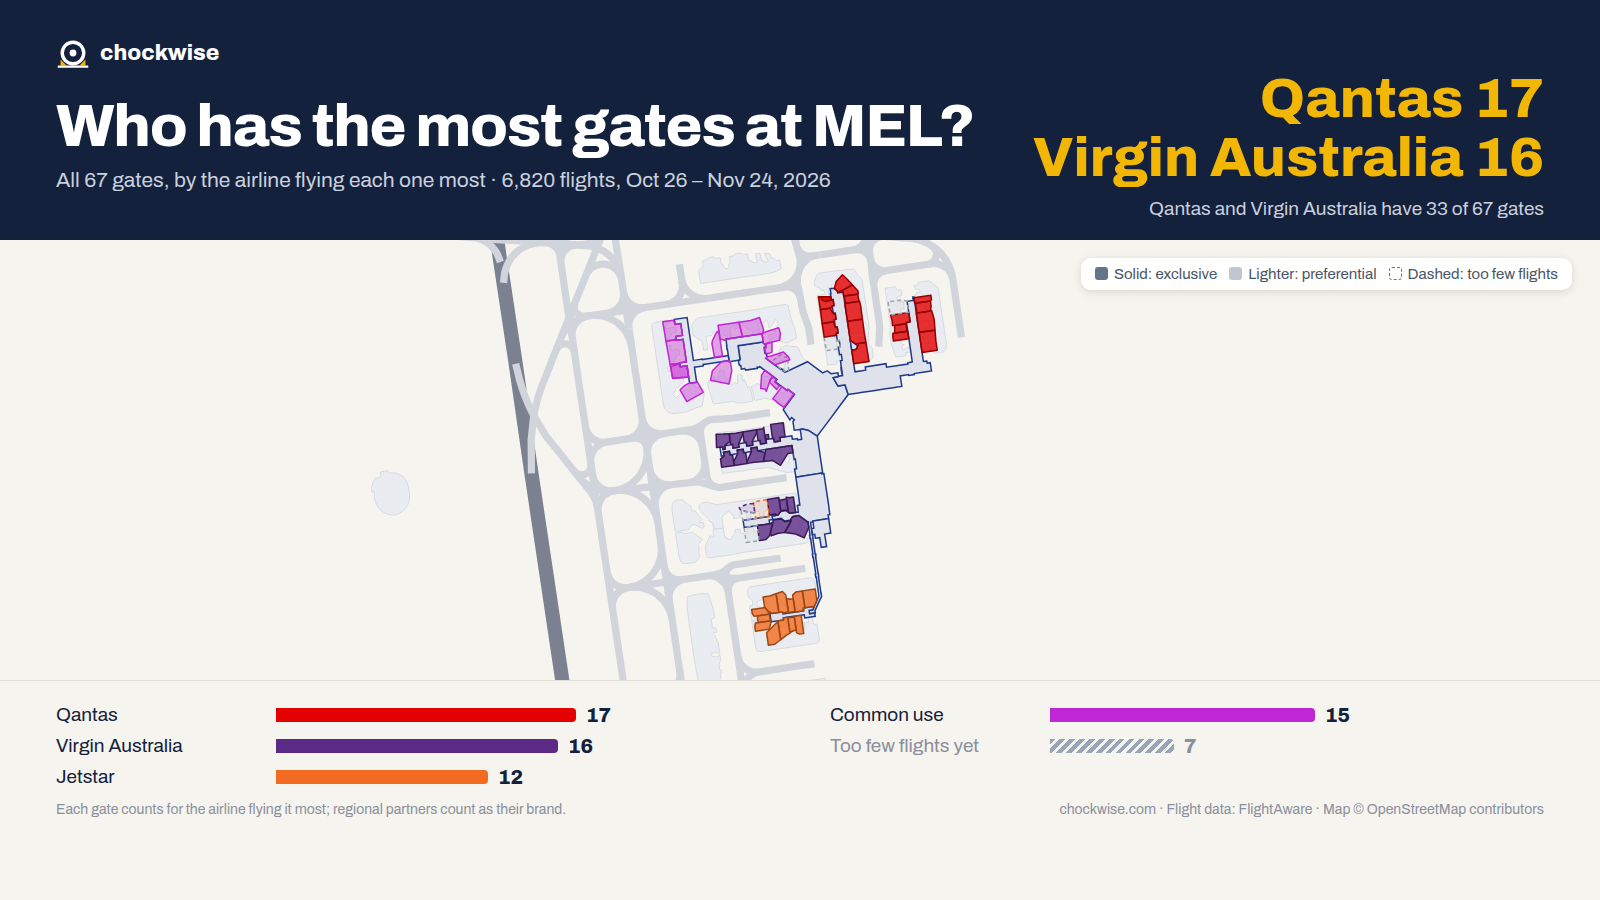 chockwise
Who has the most gates at MEL?
All 67 gates, by the airline flying each one most · 6,820 flights, Oct 26 – Nov 24, 2026
Qantas 17
Virgin Australia 16
Qantas and Virgin Australia have 33 of 67 gates
Solid: exclusive Lighter: preferential Dashed: too few flights
Qantas 17
Virgin Australia 16
Jetstar 12
Common use 15
Too few flights yet 7
Each gate counts for the airline flying it most; regional partners count as their brand.
chockwise.com · Flight data: FlightAware · Map © OpenStreetMap contributors